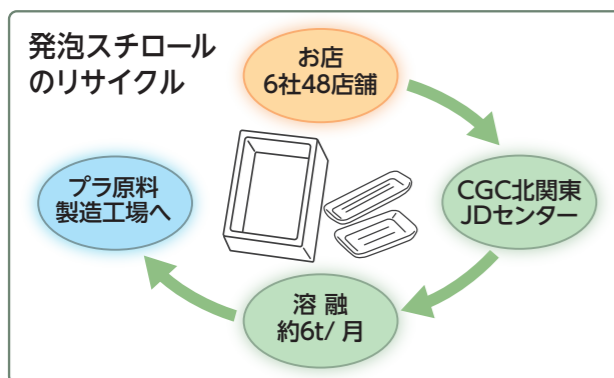 発泡スチロール
のリサイクル
お店
6社48店舗
CGC北関東
JDセンター
溶 融
約6t/ 月
プラ原料
製造工場へ